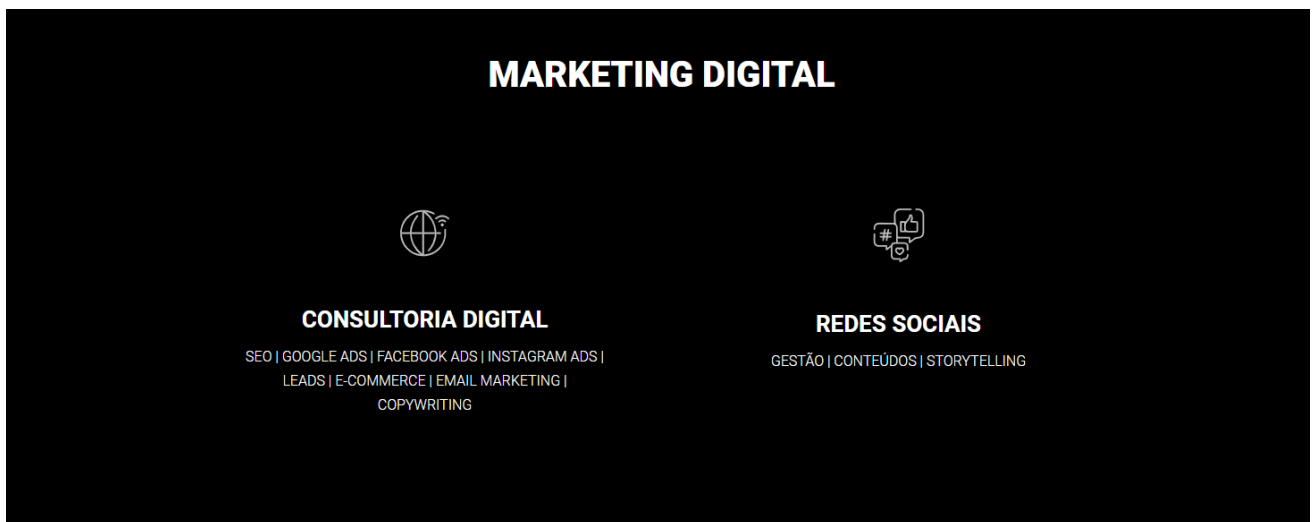 MARKETING DIGITAL
CONSULTORIA DIGITAL
SEO | GOOGLE ADS | FACEBOOK ADS | INSTAGRAM ADS |
LEADS | E-COMMERCE | EMAIL MARKETING |
COPYWRITING
#
REDES SOCIAIS
GESTÃO | CONTEÚDOS | STORYTELLING